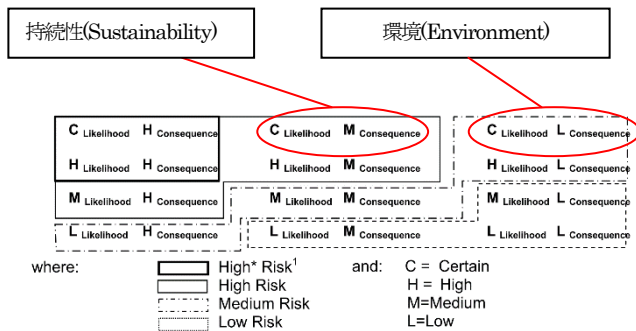 持続性(Sustainability) 環境(Environment)
C Likelihood H Consequence C Likelihood M Consequence C Likelihood L Consequence
H Likelihood H Consequence H Likelihood M Consequence H Likelihood L Consequence
M Likelihood H Consequence M Likelihood M Consequence M Likelihood L Consequence
L Likelihood H Consequence L Likelihood M Consequence L Likelihood L Consequence
where: High* Risk1 and: C = Certain
High Risk H = High
Medium Risk M=Medium
Low Risk L=Low